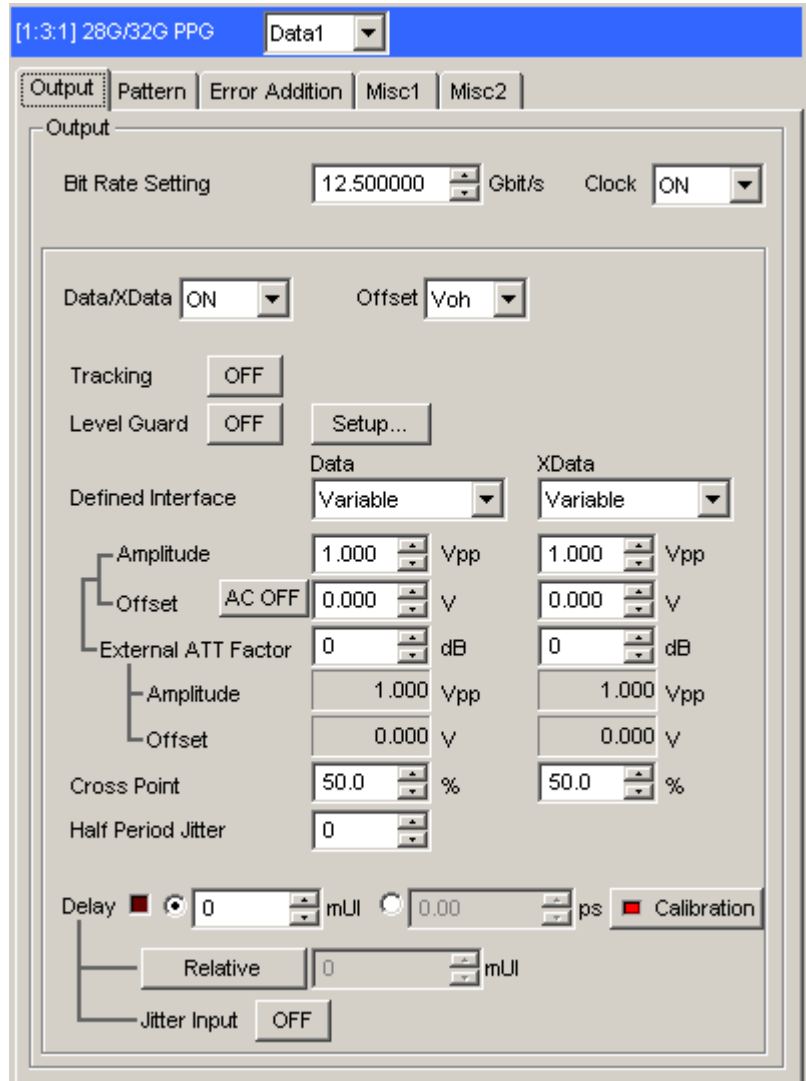 [1:3:1] 28G/32G PPG Data1
Output Pattern Error Addition Misc1 Misc2
Output
Bit Rate Setting 12.500000 Gbit/s Clock ON
Data/XData ON Offset Voh
Tracking OFF
Level Guard OFF Setup...
Data XData
Defined Interface Variable Variable
Amplitude 1.000 Vpp 1.000 Vpp
Offset AC OFF 0.000 V 0.000 V
External ATT Factor 0 dB 0 dB
Amplitude 1.000 Vpp 1.000 Vpp
Offset 0.000 V 0.000 V
Cross Point 50.0 % 50.0 %
Half Period Jitter 0
Delay 0 mUI 0.00 ps Calibration
Relative 0 mUI
Jitter Input OFF